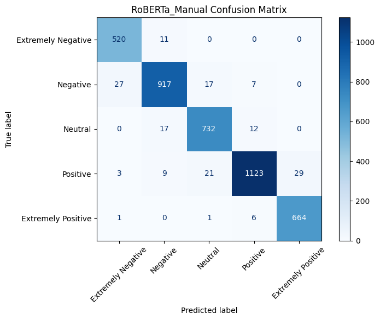 RoBERTa_Manual Confusion Matrix
Extremely Negative 520 11 0 0 0
Negative 27 917 17 7 0
Neutral 0 17 732 12 0
Positive 3 9 21 1123 29
Extremely Positive 1 0 1 6 664
True label
Extremely Negative Negative Neutral Positive Extremely Positive
Predicted label
1000
800
600
400
200
0